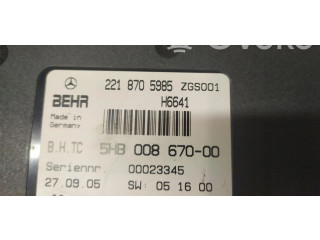 221 870 5985 ZGS001
BEHR H6641
Made in
Germany
B.H.TC 5HB 008 670-00
Seriennr. 00023345
27.09.05 SW: 05 16 00